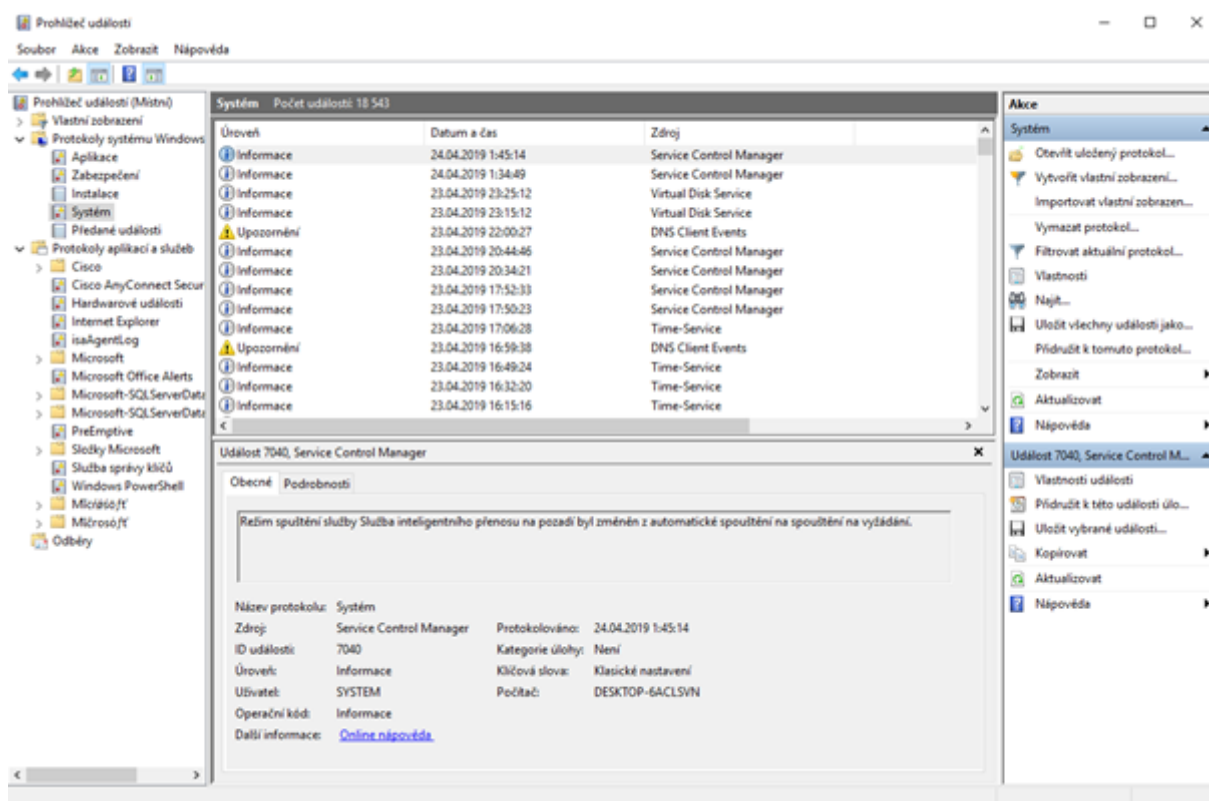 Prohlížeč událostí
Soubor Akce Zobrazit Nápověda
Prohlížeč událostí (Místní)
Vlastní zobrazení
Protokoly systému Windows
Aplikace
Zabezpečení
Instalace
Systém
Předané události
Protokoly aplikací a služeb
Cisco
Cisco AnyConnect Secur
Hardwarové události
Internet Explorer
isaAgentLog
Microsoft
Microsoft Office Alerts
Microsoft-SQLServerData
Microsoft-SQLServerData
PreEmptive
Složky Microsoft
Služba správy klíčů
Windows PowerShell
Odběry
Systém Počet událostí: 18 543
Úroveň Datum a čas Zdroj
Informace 24.04.2019 1:45:14 Service Control Manager
Informace 24.04.2019 1:34:49 Service Control Manager
Informace 23.04.2019 23:25:12 Virtual Disk Service
Informace 23.04.2019 23:15:12 Virtual Disk Service
Upozornění 23.04.2019 22:00:27 DNS Client Events
Informace 23.04.2019 20:44:46 Service Control Manager
Informace 23.04.2019 20:34:21 Service Control Manager
Informace 23.04.2019 17:52:33 Service Control Manager
Informace 23.04.2019 17:50:23 Service Control Manager
Informace 23.04.2019 17:06:28 Time-Service
Upozornění 23.04.2019 16:59:38 DNS Client Events
Informace 23.04.2019 16:49:24 Time-Service
Informace 23.04.2019 16:32:20 Time-Service
Informace 23.04.2019 16:15:16 Time-Service
Událost 7040, Service Control Manager
Obecné Podrobnosti
Režim spuštění služby Služba inteligentního přenosu na pozadí byl změněn z automatické spouštění na spouštění na vyžádání.
Název protokolu: Systém
Zdroj: Service Control Manager Protokolováno: 24.04.2019 1:45:14
ID události: 7040 Kategorie úlohy: Není
Úroveň: Informace Klíčová slova: Klasické nastavení
Uživatel: SYSTEM Počítač: DESKTOP-6ACLSVN
Operační kód: Informace
Další informace: Online nápověda
Akce
Systém
Otevřít uložený protokol...
Vytvořit vlastní zobrazení...
Importovat vlastní zobrazen...
Vymazat protokol...
Filtrovat aktuální protokol...
Vlastnosti
Najít...
Uložit všechny události jako...
Přidružit k tomuto protokol...
Zobrazit
Aktualizovat
Nápověda
Událost 7040, Service Control M...
Vlastnosti události
Přidružit k této události úlo...
Uložit vybrané události...
Kopírovat
Aktualizovat
Nápověda